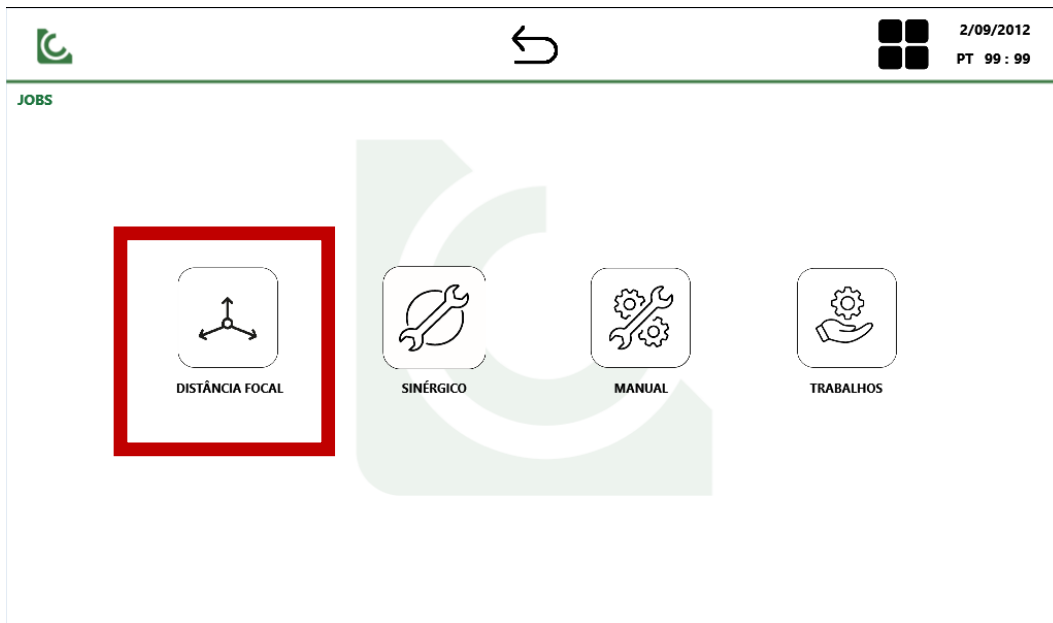 2/09/2012
PT 99 : 99
JOBS
DISTÂNCIA FOCAL
SINÉRGICO
MANUAL
TRABALHOS